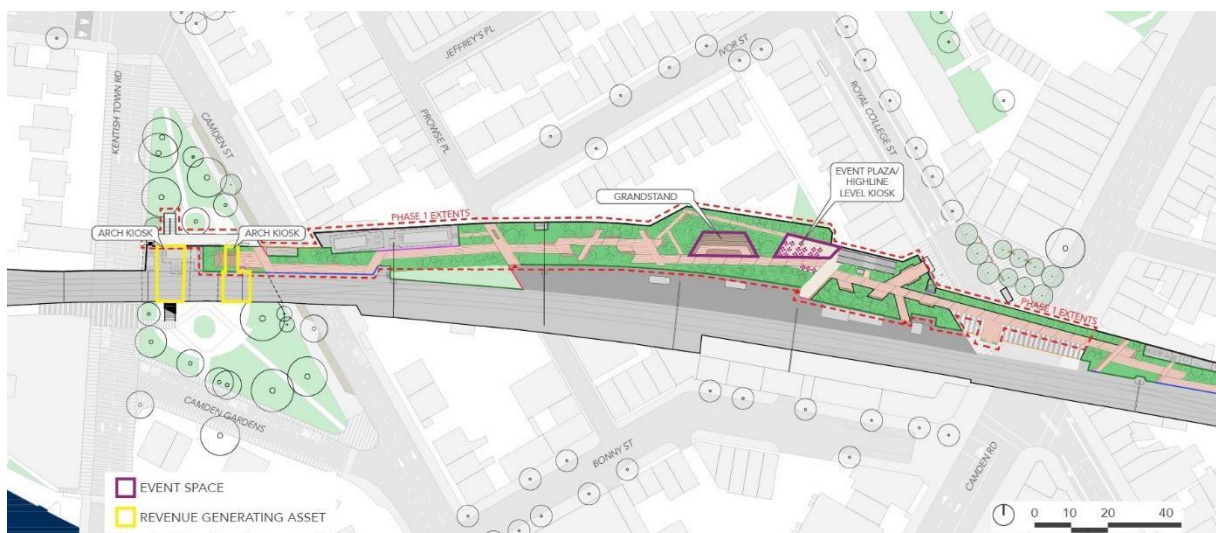 JEFFREY'S PL
IVOR ST
KENTISH TOWN RD
CAMDEN ST
PROWSE PL
ROYAL COLLEGE ST
EVENT PLAZA/
HIGHLINE
LEVEL KIOSK
GRANDSTAND
PHASE 1 EXTENTS
ARCH KIOSK
ARCH KIOSK
PHASE 1 EXTENTS
CAMDEN GARDENS
BONNY ST
CAMDEN RD
EVENT SPACE
REVENUE GENERATING ASSET
0 10 20 40